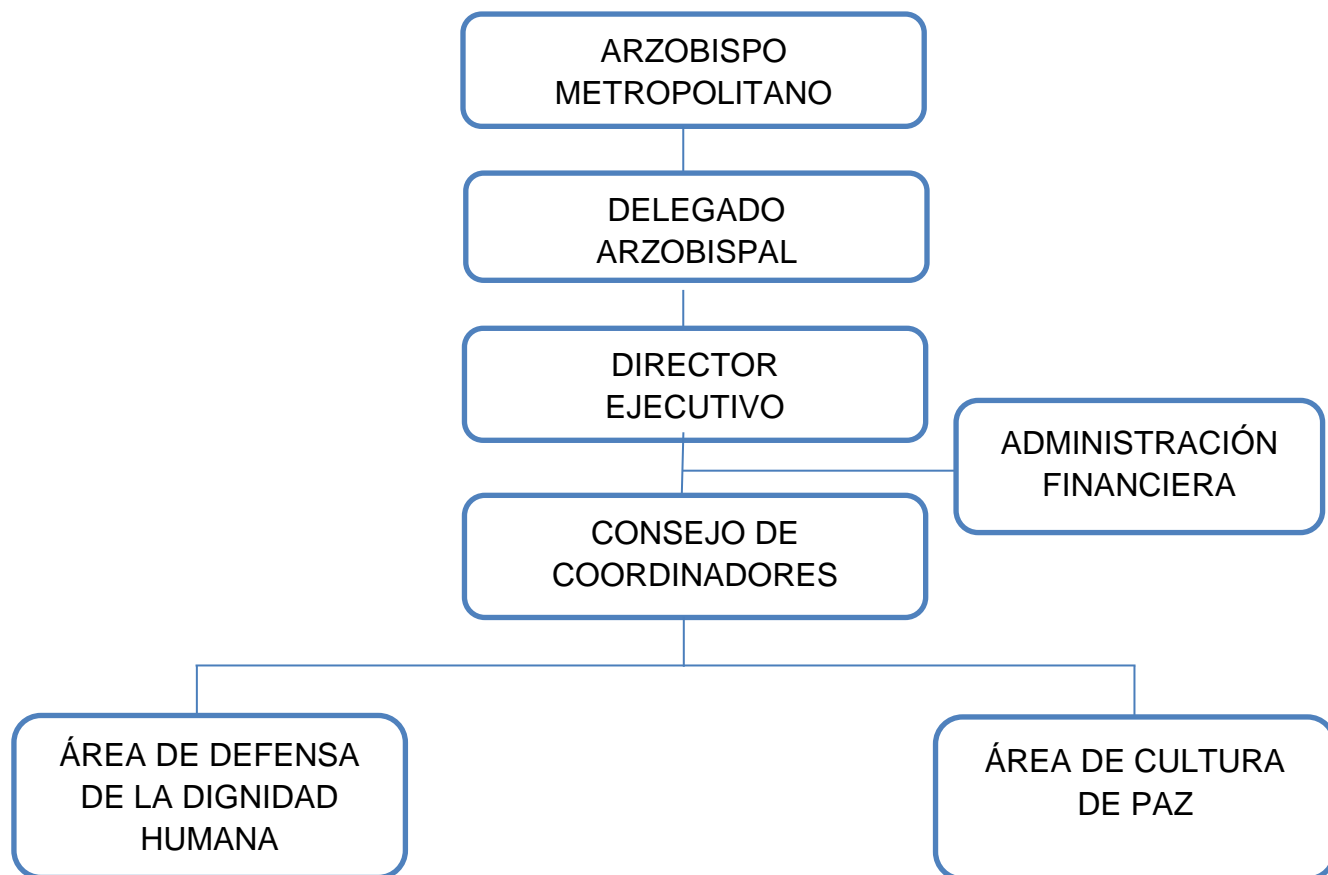 ARZOBISPO
METROPOLITANO
DELEGADO
ARZOBISPAL
DIRECTOR
EJECUTIVO
ADMINISTRACIÓN
FINANCIERA
CONSEJO DE
COORDINADORES
ÁREA DE DEFENSA
DE LA DIGNIDAD
HUMANA
ÁREA DE CULTURA
DE PAZ